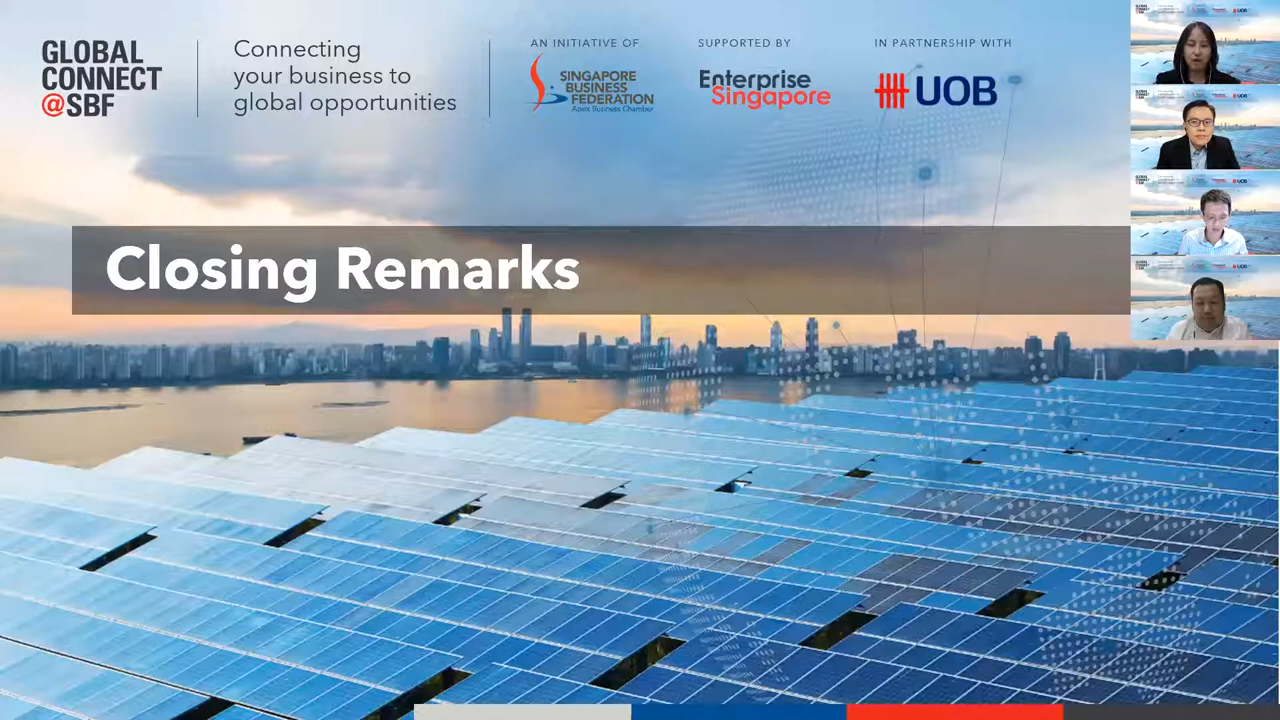 GLOBAL
CONNECT
@SBF
Connecting
your business to
global opportunities
AN INITIATIVE OF
SINGAPORE
BUSINESS
FEDERATION
Apex Business Chamber
SUPPORTED BY
Enterprise
Singapore
IN PARTNERSHIP WITH
UOB
Closing Remarks